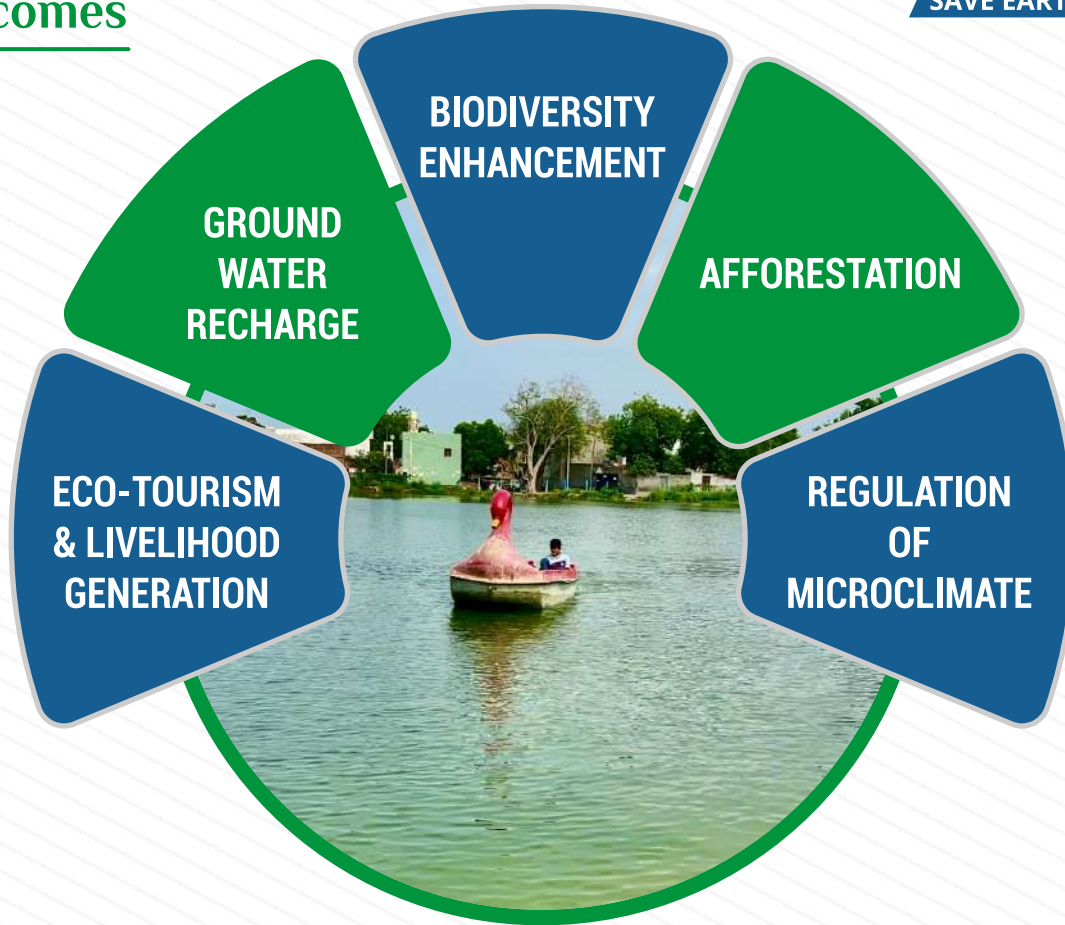 comes
SAVE EART
BIODIVERSITY
ENHANCEMENT
GROUND
WATER
RECHARGE
AFFORESTATION
ECO-TOURISM
& LIVELIHOOD
GENERATION
REGULATION
OF
MICROCLIMATE